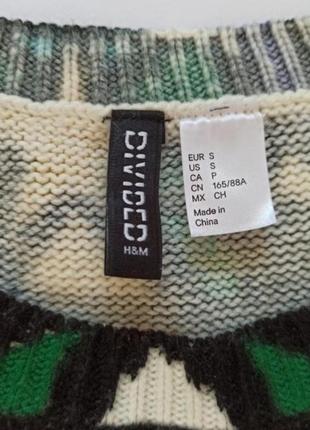 DIVIDED
H&M
EUR S
US S
CA P
CN 165/88A
MX CH
Made in
China